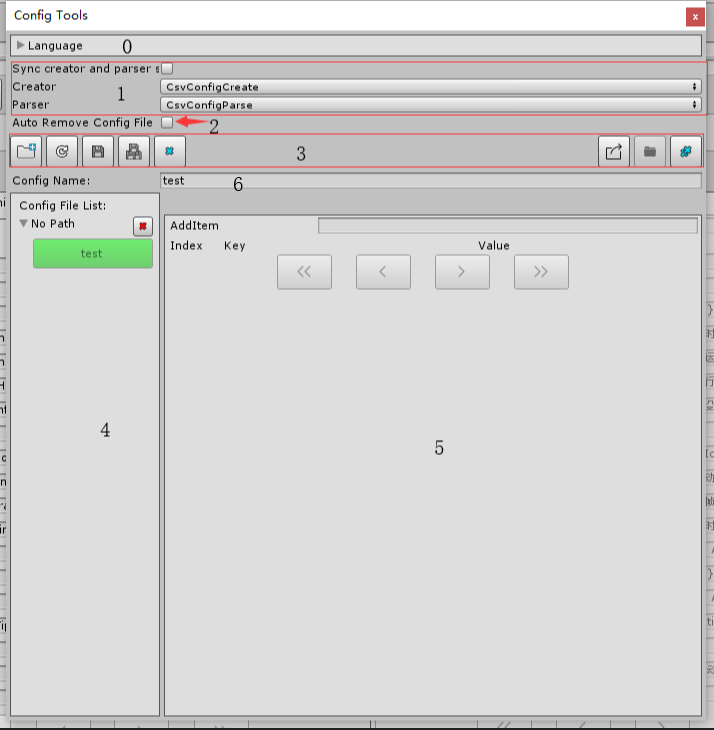 Config Tools
x
Language 0
Sync creator and parser s
Creator CsvConfigCreate
1
Parser CsvConfigParse
Auto Remove Config File 2
3
Config Name: test 6
Config File List:
No Path
test
AddItem
Index Key Value
<< < > >>
4
5